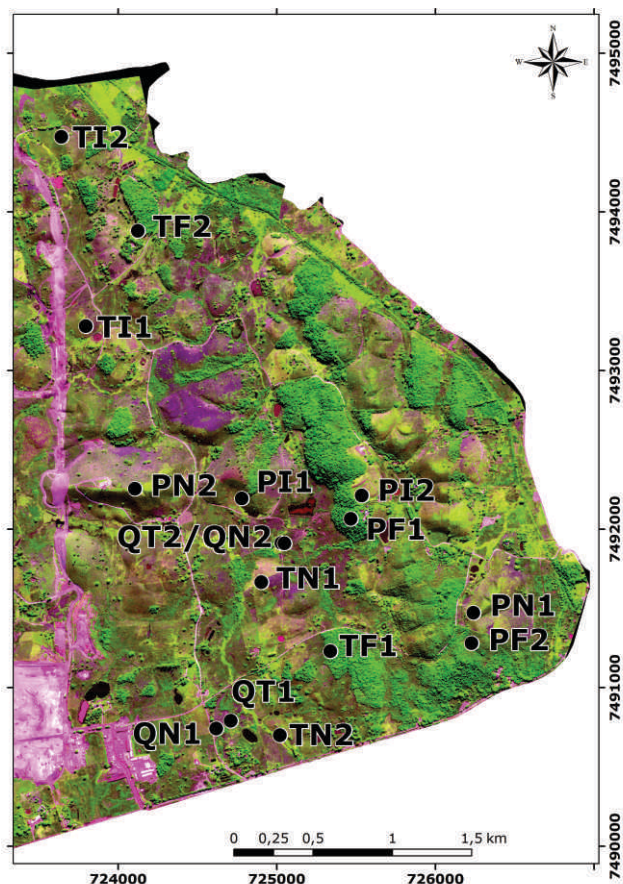 N
W E
S
7495000
TI2
TF2
7494000
TI1
7493000
PN2
PI1
PI2
PF1
QT2/QN2
7492000
TN1
PN1
TF1
PF2
QT1
7491000
QN1
TN2
0 0,25 0,5 1 1,5 km
7490000
724000 725000 726000